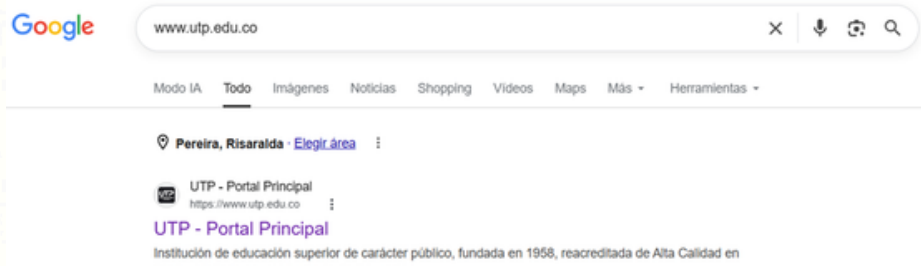 Google
www.utp.edu.co
Modo IA Todo Imágenes Noticias Shopping Vídeos Maps Más Herramientas
Pereira, Risaralda · Elegir área
UTP
UTP - Portal Principal
https://www.utp.edu.co
UTP - Portal Principal
Institución de educación superior de carácter público, fundada en 1958, reacreditada de Alta Calidad en